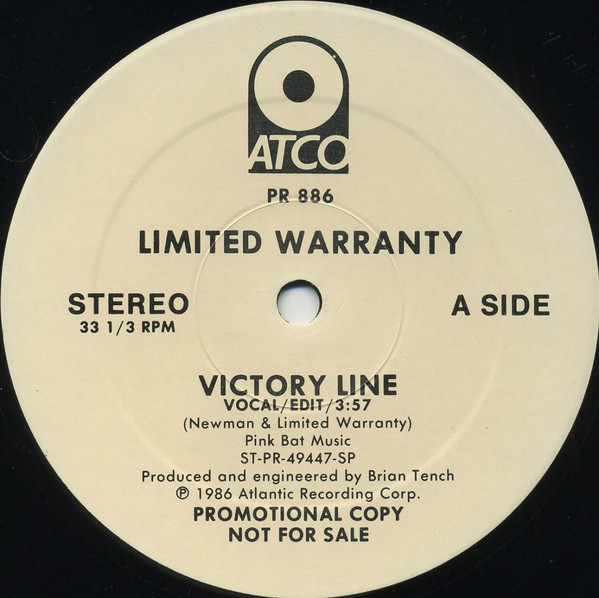 ATCO
PR 886
LIMITED WARRANTY
STEREO
33 1/3 RPM
A SIDE
VICTORY LINE
VOCAL/EDIT/3:57
(Newman & Limited Warranty)
Pink Bat Music
ST-PR-49447-SP
Produced and engineered by Brian Tench
℗ 1986 Atlantic Recording Corp.
PROMOTIONAL COPY
NOT FOR SALE